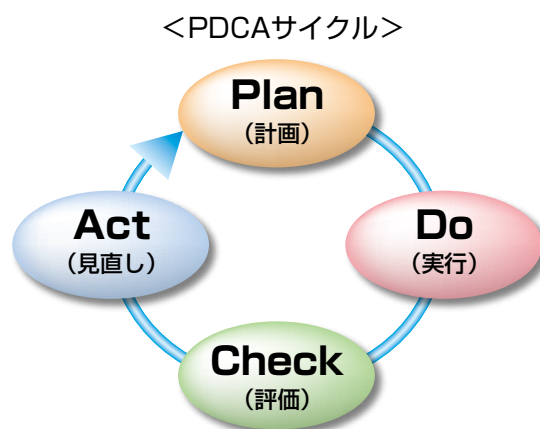 ＜PDCAサイクル＞
Plan
（計画）
Do
（実行）
Check
（評価）
Act
（見直し）